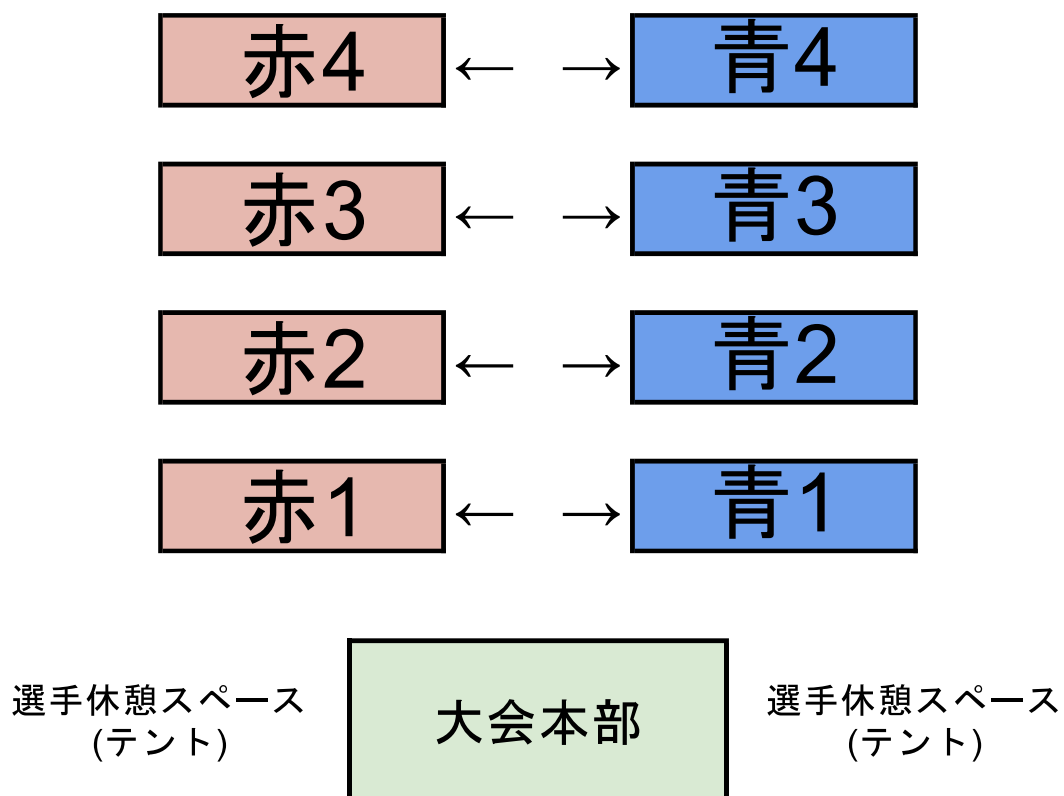 赤4 ← → 青4
赤3 ← → 青3
赤2 ← → 青2
赤1 ← → 青1
選手休憩スペース
(テント)
大会本部
選手休憩スペース
(テント)